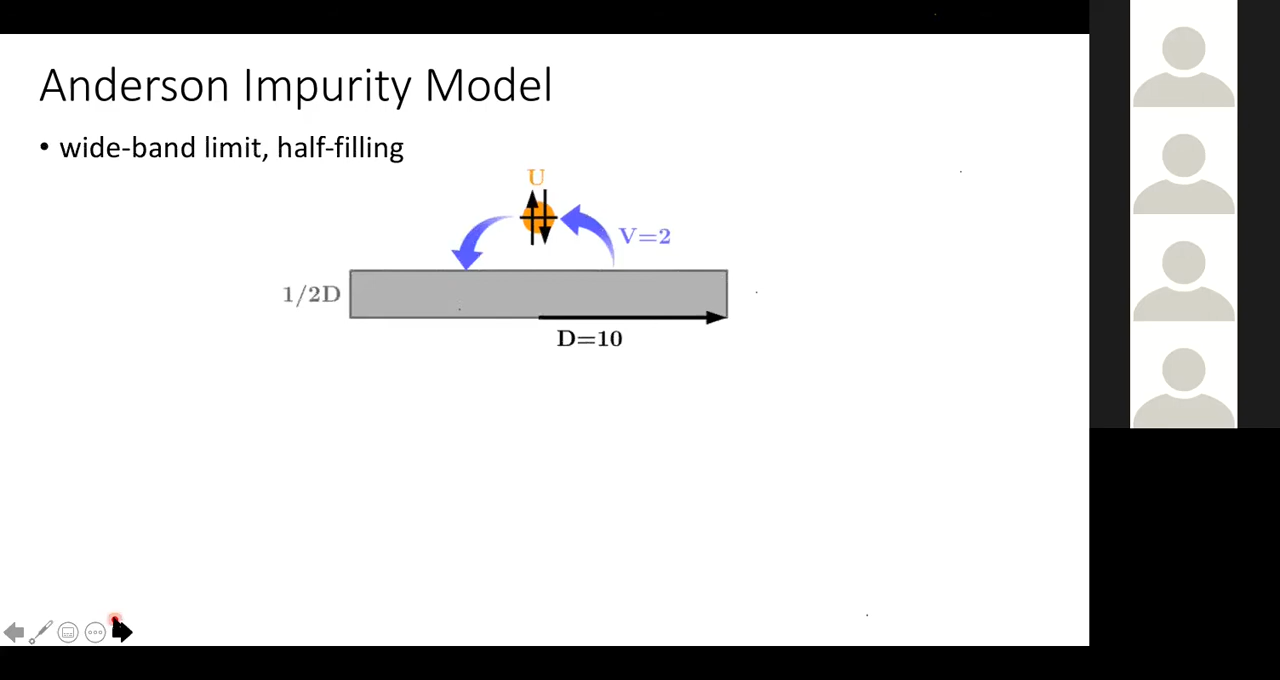 Anderson Impurity Model
• wide-band limit, half-filling
U
V=2
1/2D
D=10